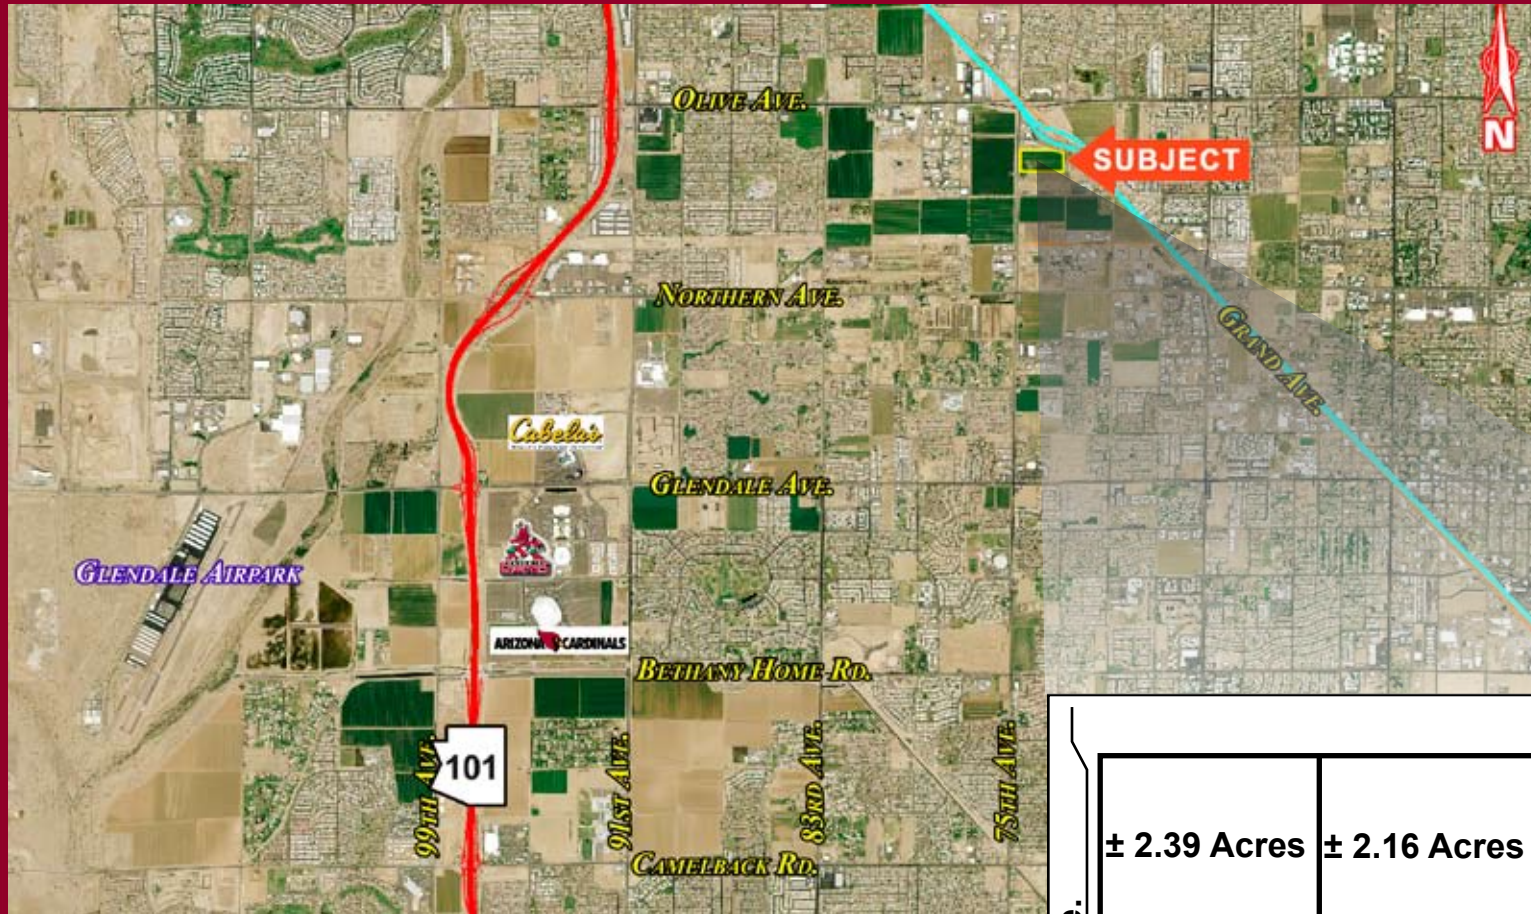 OLIVE AVE.
N
SUBJECT
NORTHERN AVE.
GRAND AVE.
Cabela's
GLENDALE AVE.
GLENDALE AIRPARK
ARIZONA CARDINALS
BETHANY HOME RD.
99TH AVE.
101
91ST AVE.
83RD AVE.
75TH AVE.
± 2.39 Acres
± 2.16 Acres
CAMELBACK RD.